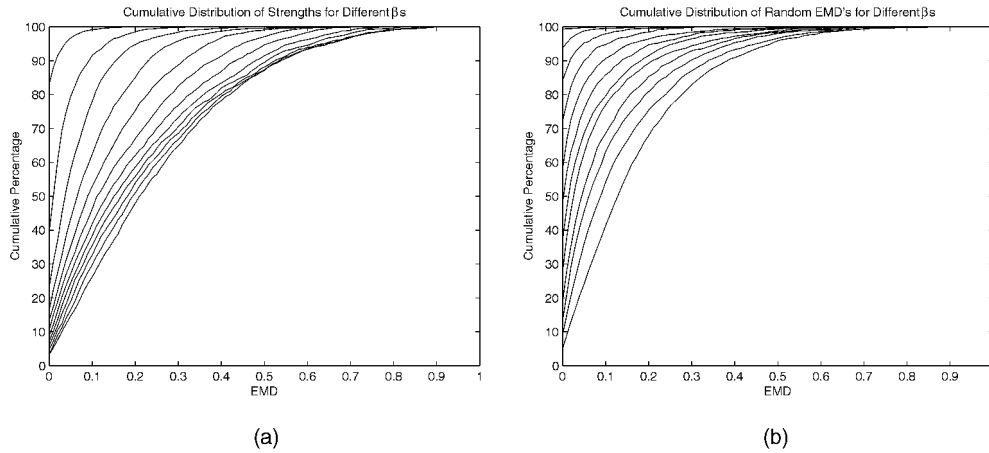 Cumulative Distribution of Strengths for Differentβs
100
90
80
70
60
50
40
30
20
10
0
Cumulative Percentage
0 0.1 0.2 0.3 0.4 0.5 0.6 0.7 0.8 0.9 1
EMD
(a)
Cumulative Distribution of Random EMD's for Differentβs
100
90
80
70
60
50
40
30
20
10
0
Cumulative Percentage
0 0.1 0.2 0.3 0.4 0.5 0.6 0.7 0.8 0.9
EMD
(b)